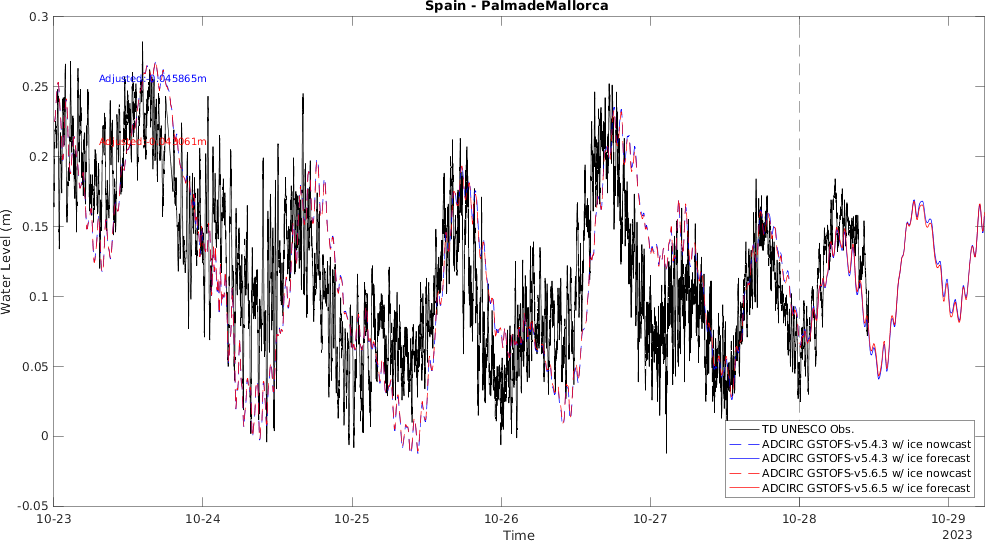 Spain - PalmadeMallorca
0.3
0.25
0.2
0.15
0.1
0.05
0
-0.05
Water Level (m)
Adjusted:-0.045865m
10-23
10-24
10-25
10-26
10-27
10-28
10-29
2023
Time
TD UNESCO Obs.
ADCIRC GSTOFS-v5.4.3 w/ ice nowcast
ADCIRC GSTOFS-v5.4.3 w/ ice forecast
ADCIRC GSTOFS-v5.6.5 w/ ice nowcast
ADCIRC GSTOFS-v5.6.5 w/ ice forecast